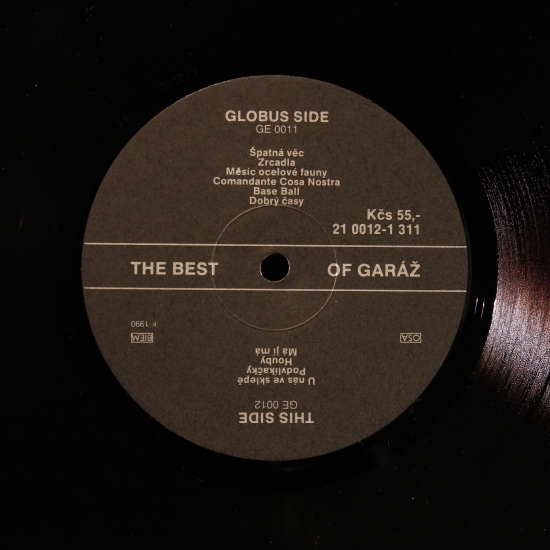 GLOBUS SIDE
GE 0011
Špatná věc
Zrcadla
Měsíc ocelové fauny
Comandante Cosa Nostra
Base Ball
Dobrý časy
Kčs 55,-
21 0012-1 311
THE BEST OF GARÁŽ
THIS SIDE
GE 0012
U nás ve sklepě
Podvlíkačky
Houby
Má jí má
OSA
BIEM
℗ 1990